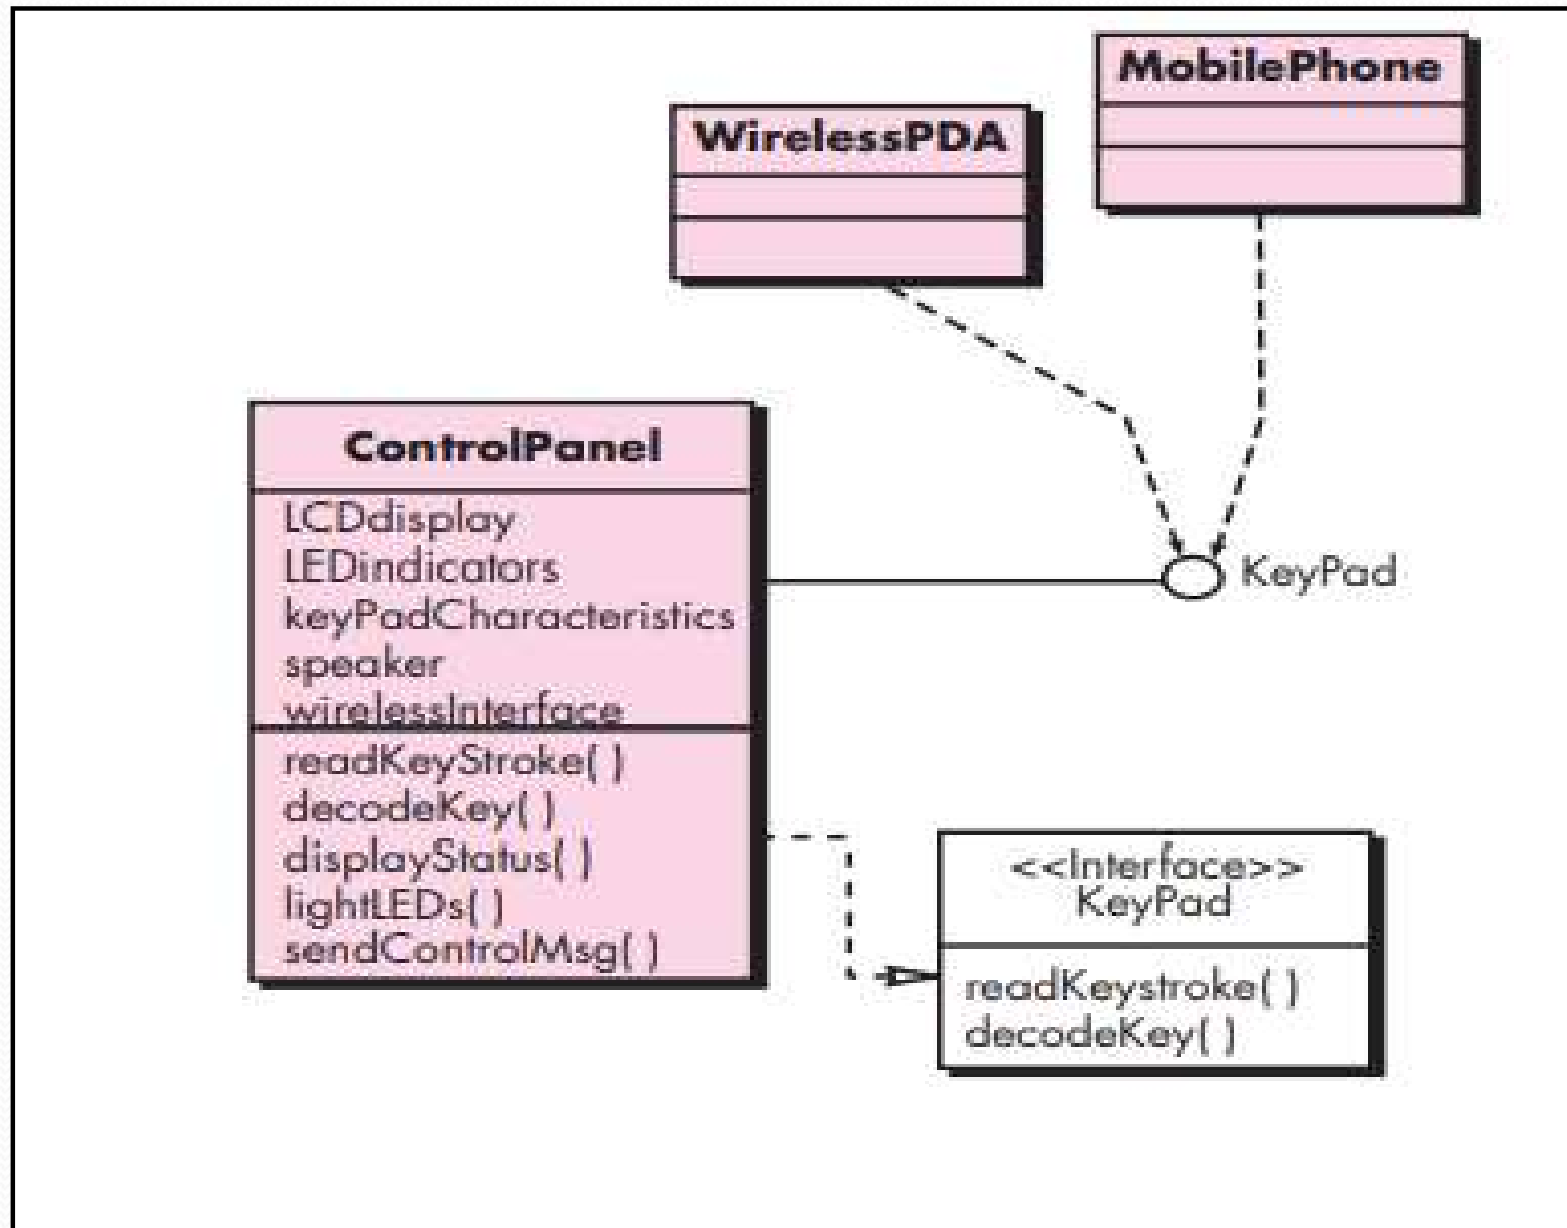 MobilePhone
WirelessPDA
ControlPanel
LCDdisplay
LEDindicators
keyPadCharacteristics
speaker
wirelessInterface
readKeyStroke( )
decodeKey( )
displayStatus( )
lightLEDs( )
sendControlMsg( )
KeyPad
<<Interface>>
KeyPad
readKeystroke( )
decodeKey( )